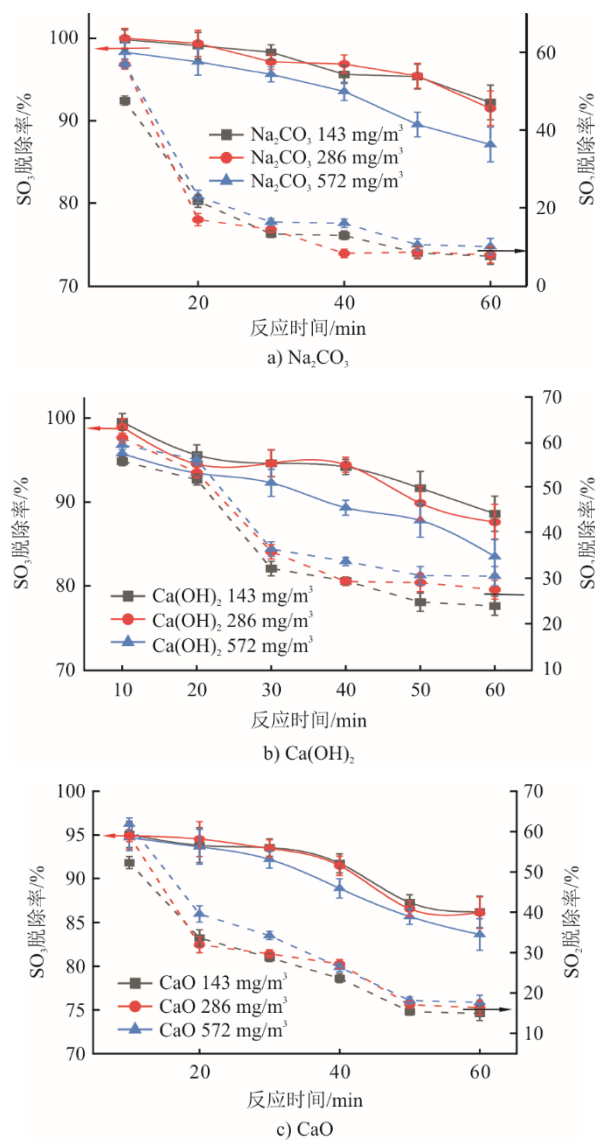 100
90
80
70
SO₃脱除率/%
60
40
20
0
SO₂脱除率/%
Na₂CO₃ 143 mg/m³
Na₂CO₃ 286 mg/m³
Na₂CO₃ 572 mg/m³
20 40 60
反应时间/min
a) Na₂CO₃
100
90
80
70
SO₃脱除率/%
70
60
50
40
30
20
10
SO₂脱除率/%
Ca(OH)₂ 143 mg/m³
Ca(OH)₂ 286 mg/m³
Ca(OH)₂ 572 mg/m³
10 20 30 40 50 60
反应时间/min
b) Ca(OH)₂
100
95
90
85
80
75
70
SO₃脱除率/%
70
60
50
40
30
20
10
SO₂脱除率/%
CaO 143 mg/m³
CaO 286 mg/m³
CaO 572 mg/m³
20 40 60
反应时间/min
c) CaO